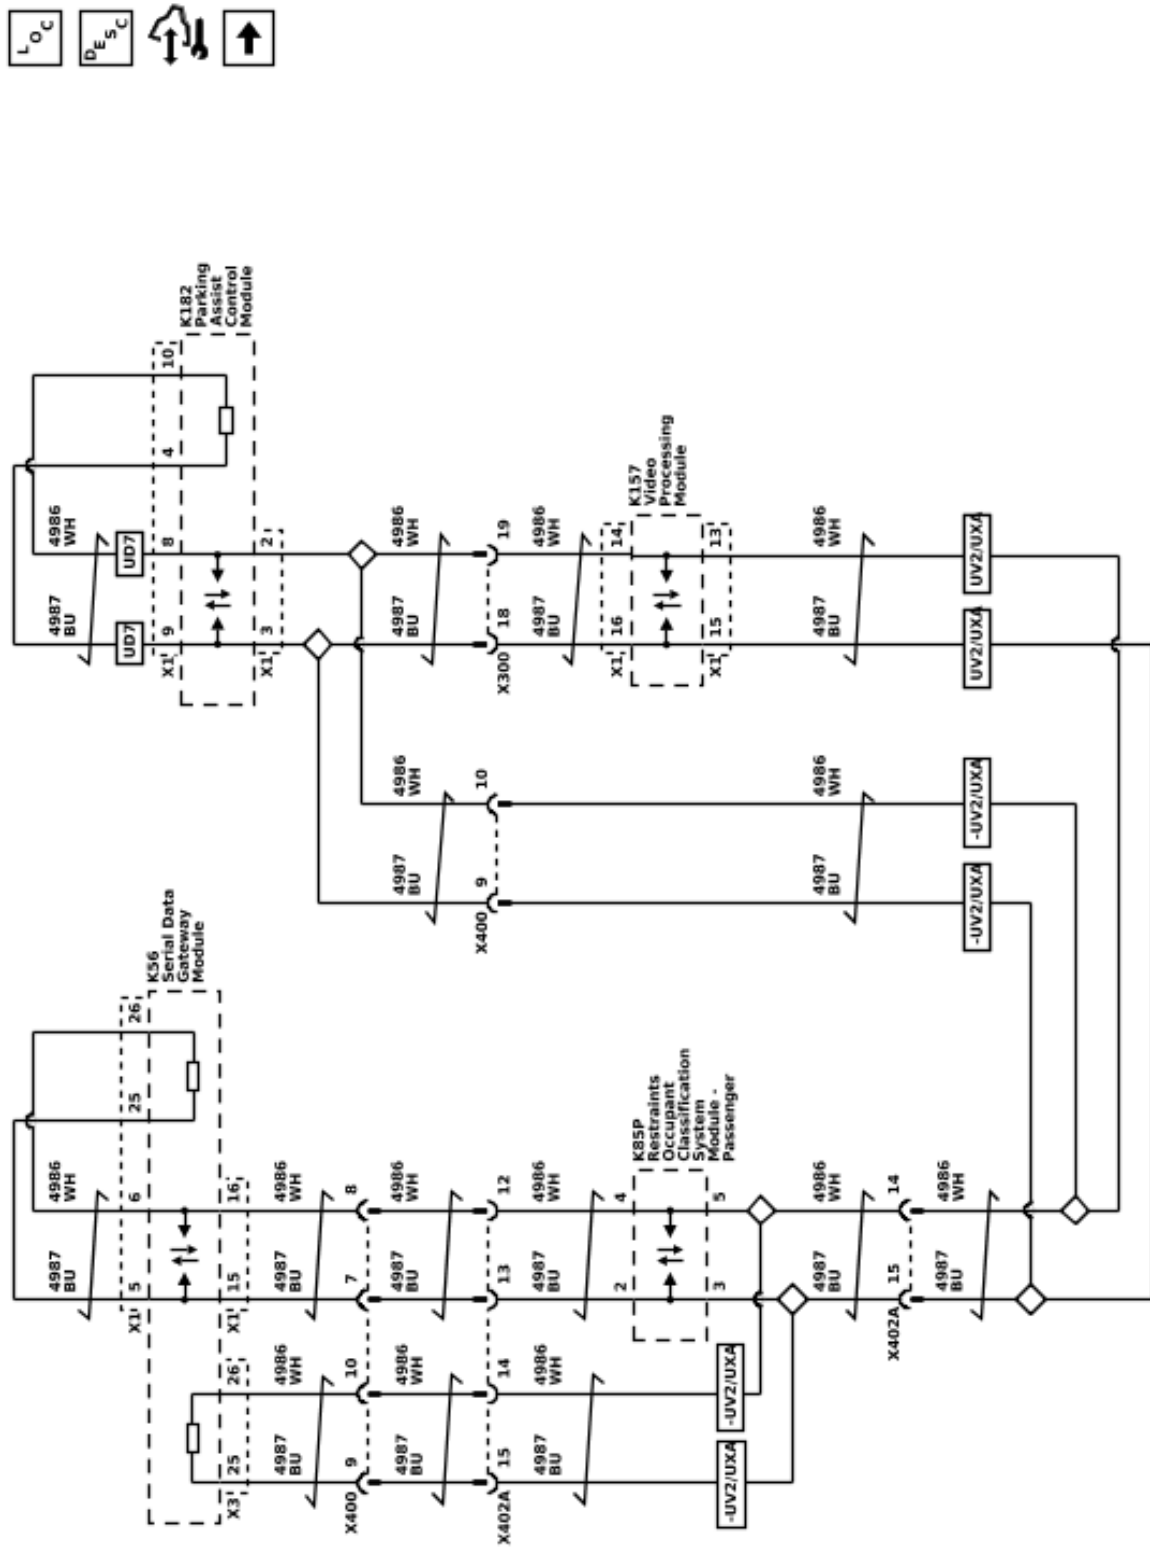 LOC
DESC
4987 4986 4987 4986
BU WH BU WH
UD7 UD7
X1 5 6 25 26
K56
Serial Data
Gateway
Module
X1 9 8 4 10
K182
Parking
Assist
Control
Module
X3 25 26 X1 15 16
X1 3 2
4987 4986 4987 4986
BU WH BU WH
X400 9 10 7 8
4987 4986 4987 4986 4987 4986 4987 4986
BU WH BU WH BU WH BU WH
X402A 15 14 13 12
X400 9 10
X300 18 19
4987 4986 4987 4986 4987 4986
BU WH BU WH BU WH
2 4
X1 16 14
K85P
Restraints
Occupant
Classification
System
Module -
Passenger
K157
Video
Processing
Module
3 5
X1 15 13
-UV2/UXA -UV2/UXA
4987 4986 4987 4986 4987 4986
BU WH BU WH BU WH
X402A 15 14
4987 4986
BU WH
-UV2/UXA -UV2/UXA UV2/UXA UV2/UXA